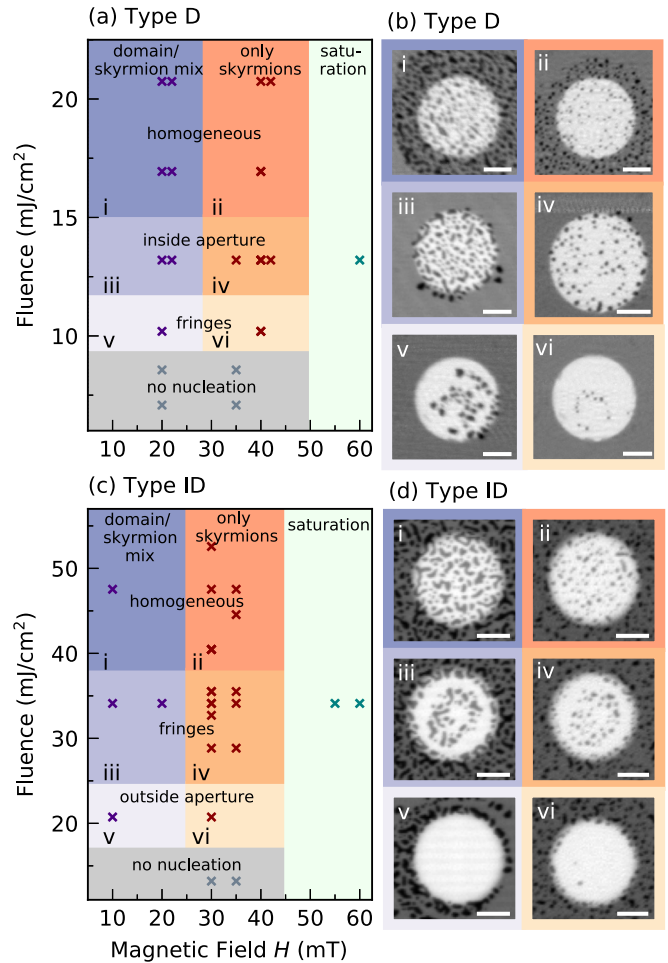 (a) Type D
domain/
skyrmion mix
only
skyrmions
satu-
ration
homogeneous
i
ii
inside aperture
iii
iv
fringes
v
vi
no nucleation
Fluence (mJ/cm²)
20
15
10
10
20
30
40
50
60
(b) Type D
i
ii
iii
iv
v
vi
(c) Type ID
domain/
skyrmion
mix
only
skyrmions
saturation
homogeneous
i
ii
fringes
iii
iv
outside aperture
v
vi
no nucleation
Fluence (mJ/cm²)
50
40
30
20
10
20
30
40
50
60
Magnetic Field H (mT)
(d) Type ID
i
ii
iii
iv
v
vi